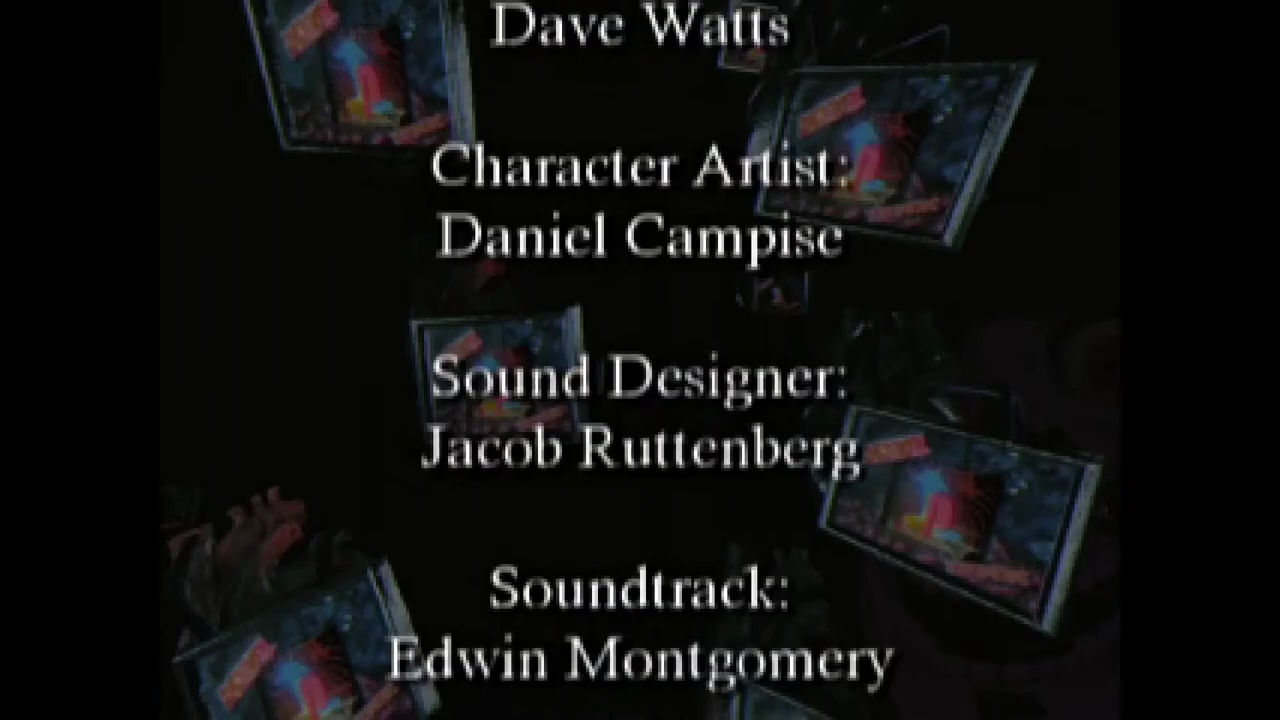 Dave Watts
Character Artist:
Daniel Campise
Sound Designer:
Jacob Ruttenberg
Soundtrack:
Edwin Montgomery